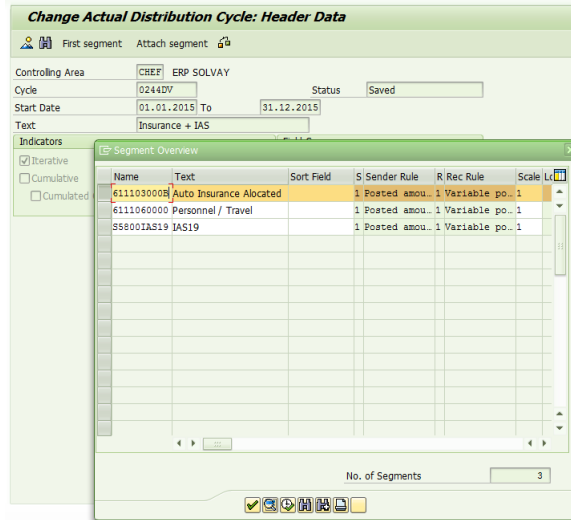 Change Actual Distribution Cycle: Header Data
First segment Attach segment
Controlling Area CHEF ERP SOLVAY
Cycle 0244DV Status Saved
Start Date 01.01.2015 To 31.12.2015
Text Insurance + IAS
Indicators
Iterative
Cumulative
Cumulated
Segment Overview
Name Text Sort Field S Sender Rule R Rec Rule Scale Lo
611103000B Auto Insurance Alocated 1 Posted amou… 1 Variable po… 1
6111060000 Personnel / Travel 1 Posted amou… 1 Variable po… 1
S5800IAS19 IAS19 1 Posted amou… 1 Variable po… 1
No. of Segments 3